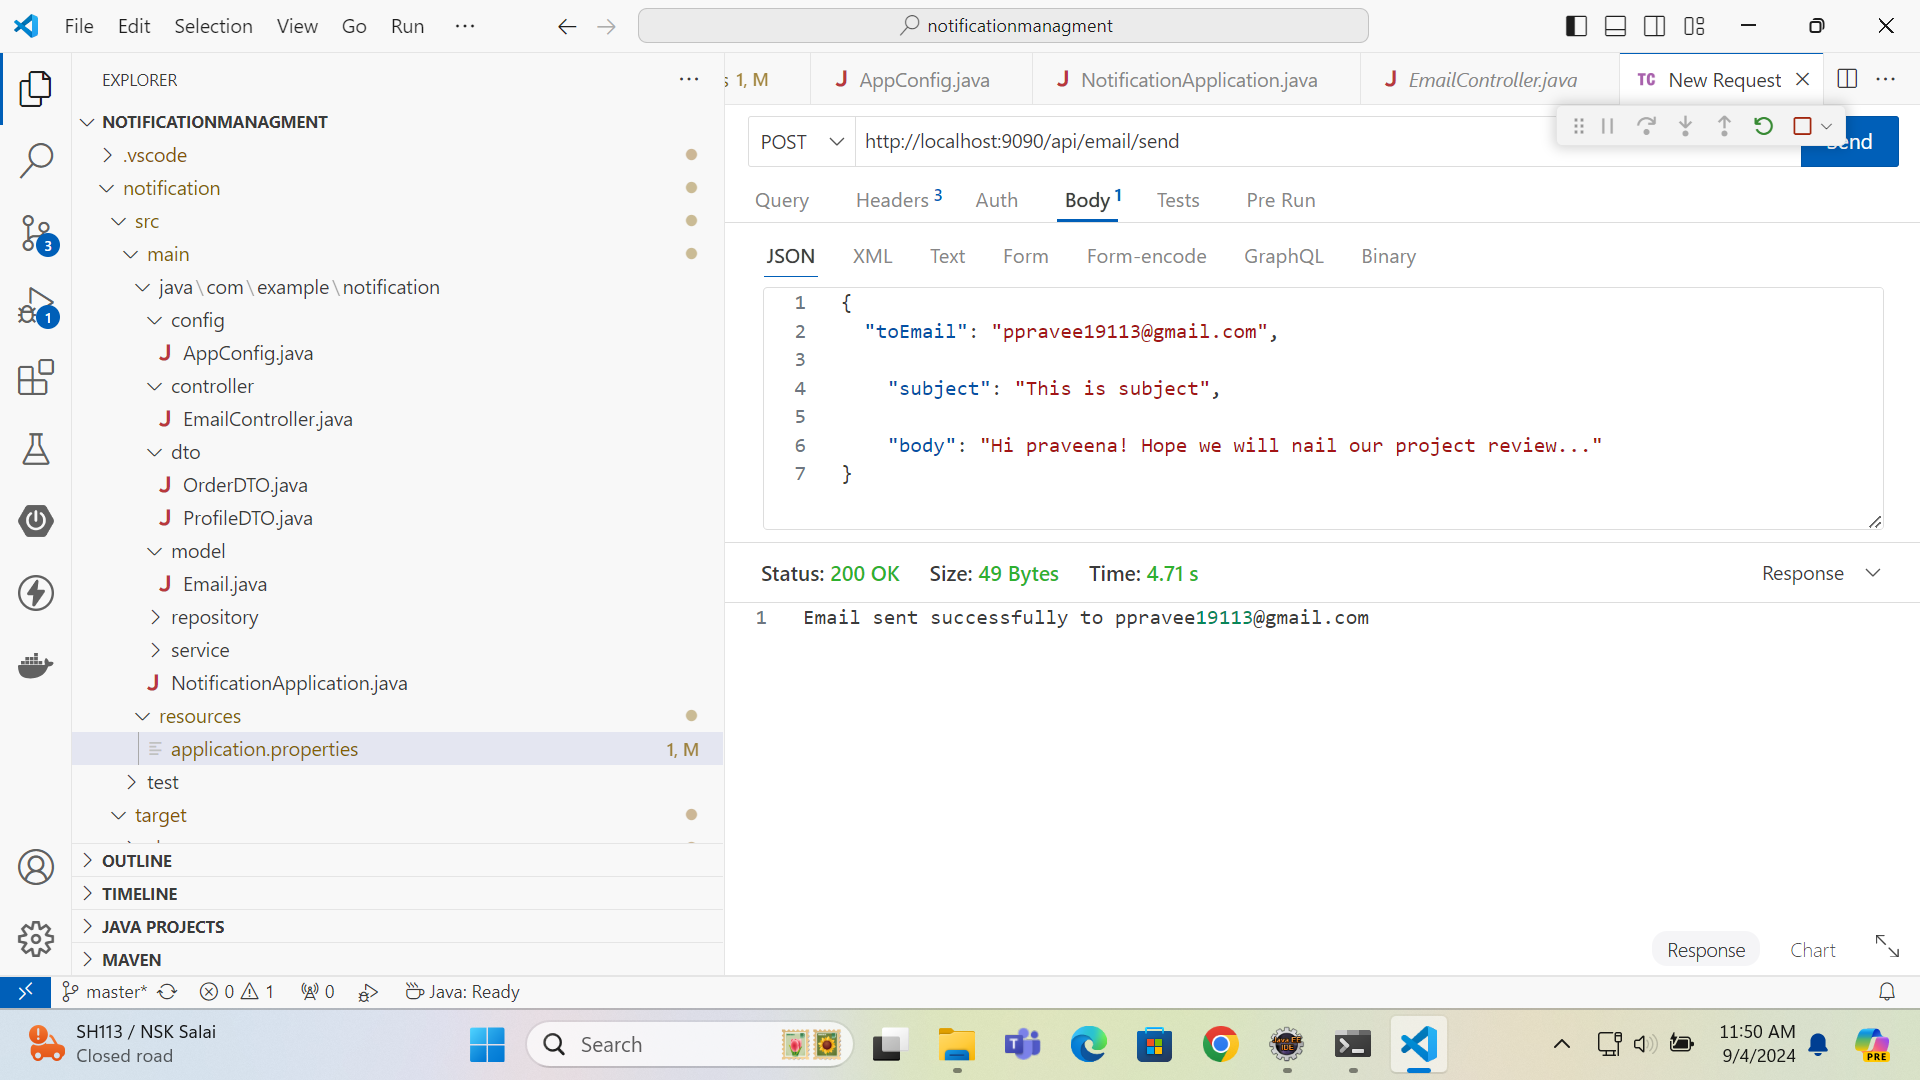 File Edit Selection View Go Run ···
notificationmanagment
EXPLORER
NOTIFICATIONMANAGMENT
.vscode
notification
src
main
java\com\example\notification
config
AppConfig.java
controller
EmailController.java
dto
OrderDTO.java
ProfileDTO.java
model
Email.java
repository
service
NotificationApplication.java
resources
application.properties 1, M
test
target
OUTLINE
TIMELINE
JAVA PROJECTS
MAVEN
3
1
s 1, M AppConfig.java NotificationApplication.java EmailController.java TC New Request
POST http://localhost:9090/api/email/send Send
Query Headers 3 Auth Body 1 Tests Pre Run
JSON XML Text Form Form-encode GraphQL Binary
1 {
2 "toEmail": "ppravee19113@gmail.com",
3
4 "subject": "This is subject",
5
6 "body": "Hi praveena! Hope we will nail our project review..."
7 }
Status: 200 OK Size: 49 Bytes Time: 4.71 s Response
1 Email sent successfully to ppravee19113@gmail.com
Response Chart
master* 0 1 0 Java: Ready
SH113 / NSK Salai
Closed road
Search
11:50 AM
9/4/2024
PRE